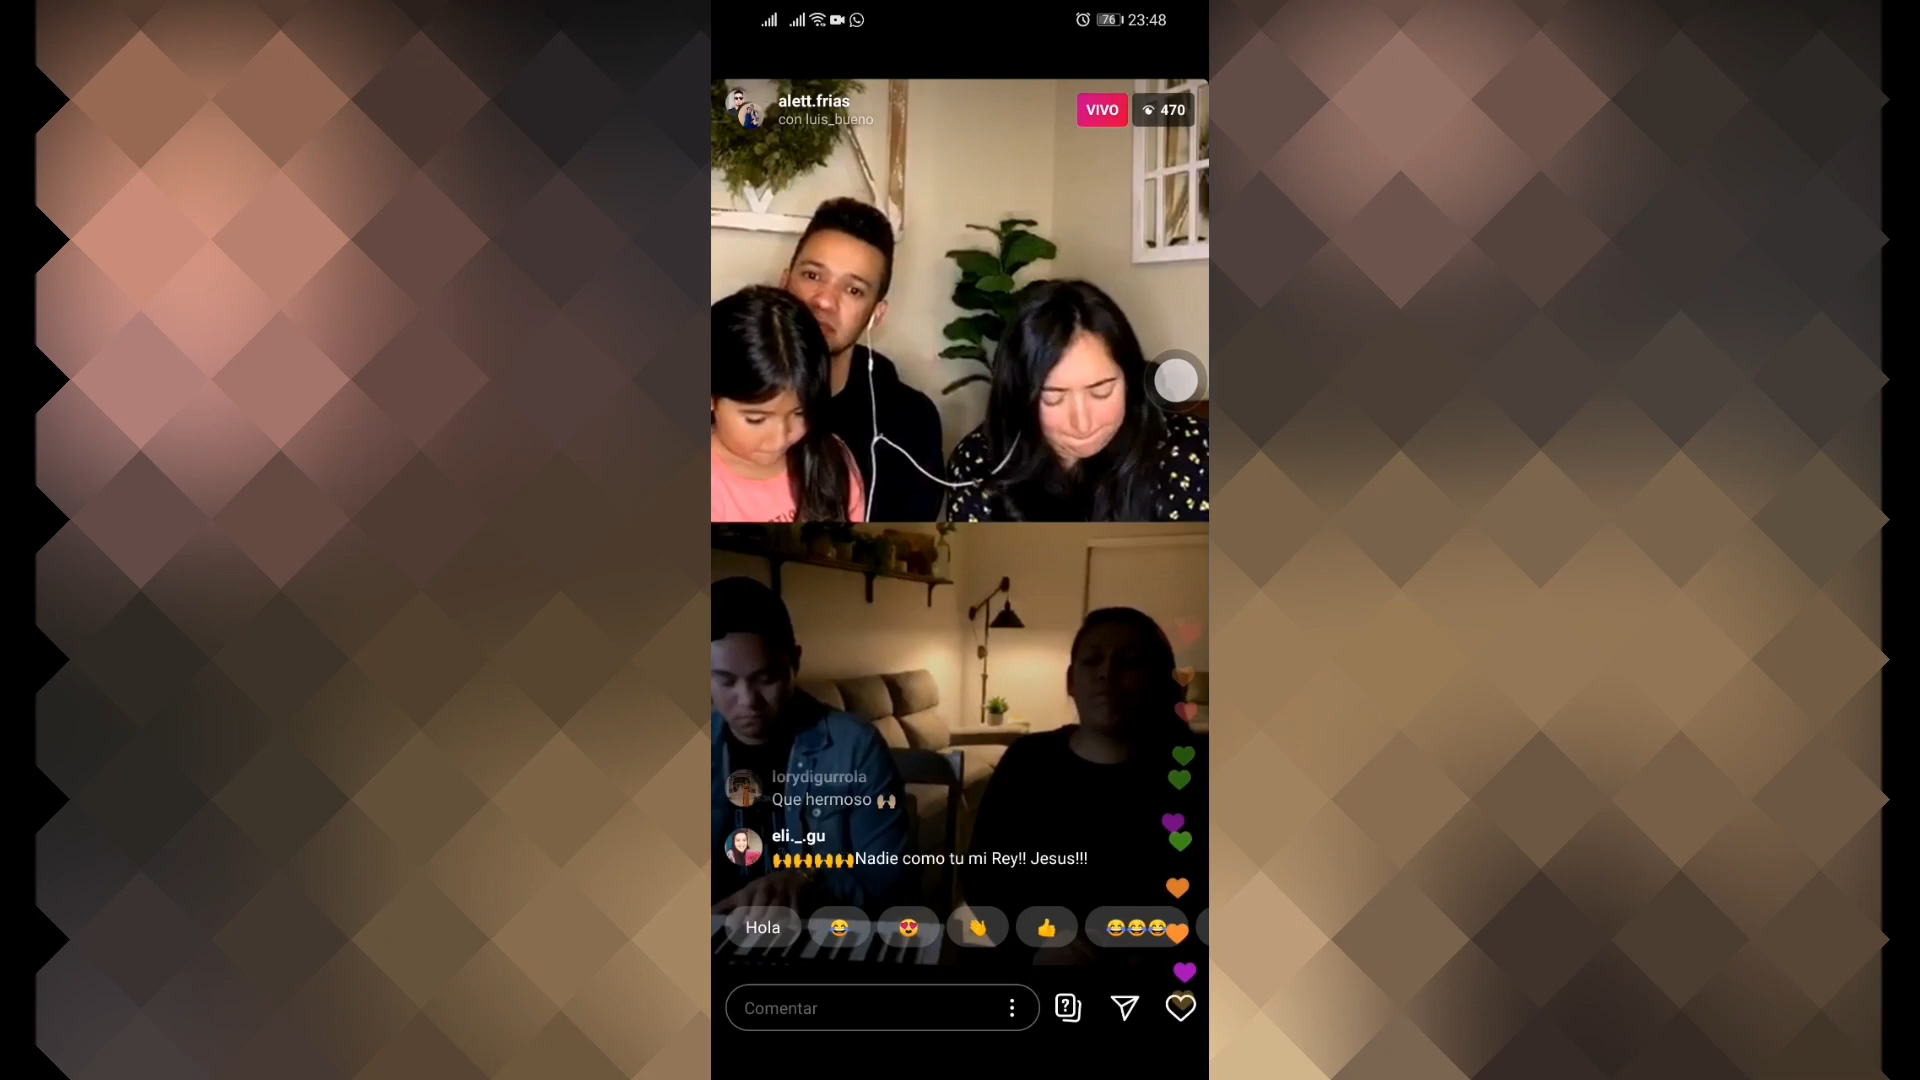 76 23:48
alett.frias
con luis_bueno
VIVO 470
lorydigurrola
Que hermoso 🙌🏼
eli._.gu
🙌🙌🙌🙌Nadie como tu mi Rey!! Jesus!!!
Hola 😂 😍 👏 👍 😂😂😂
Comentar